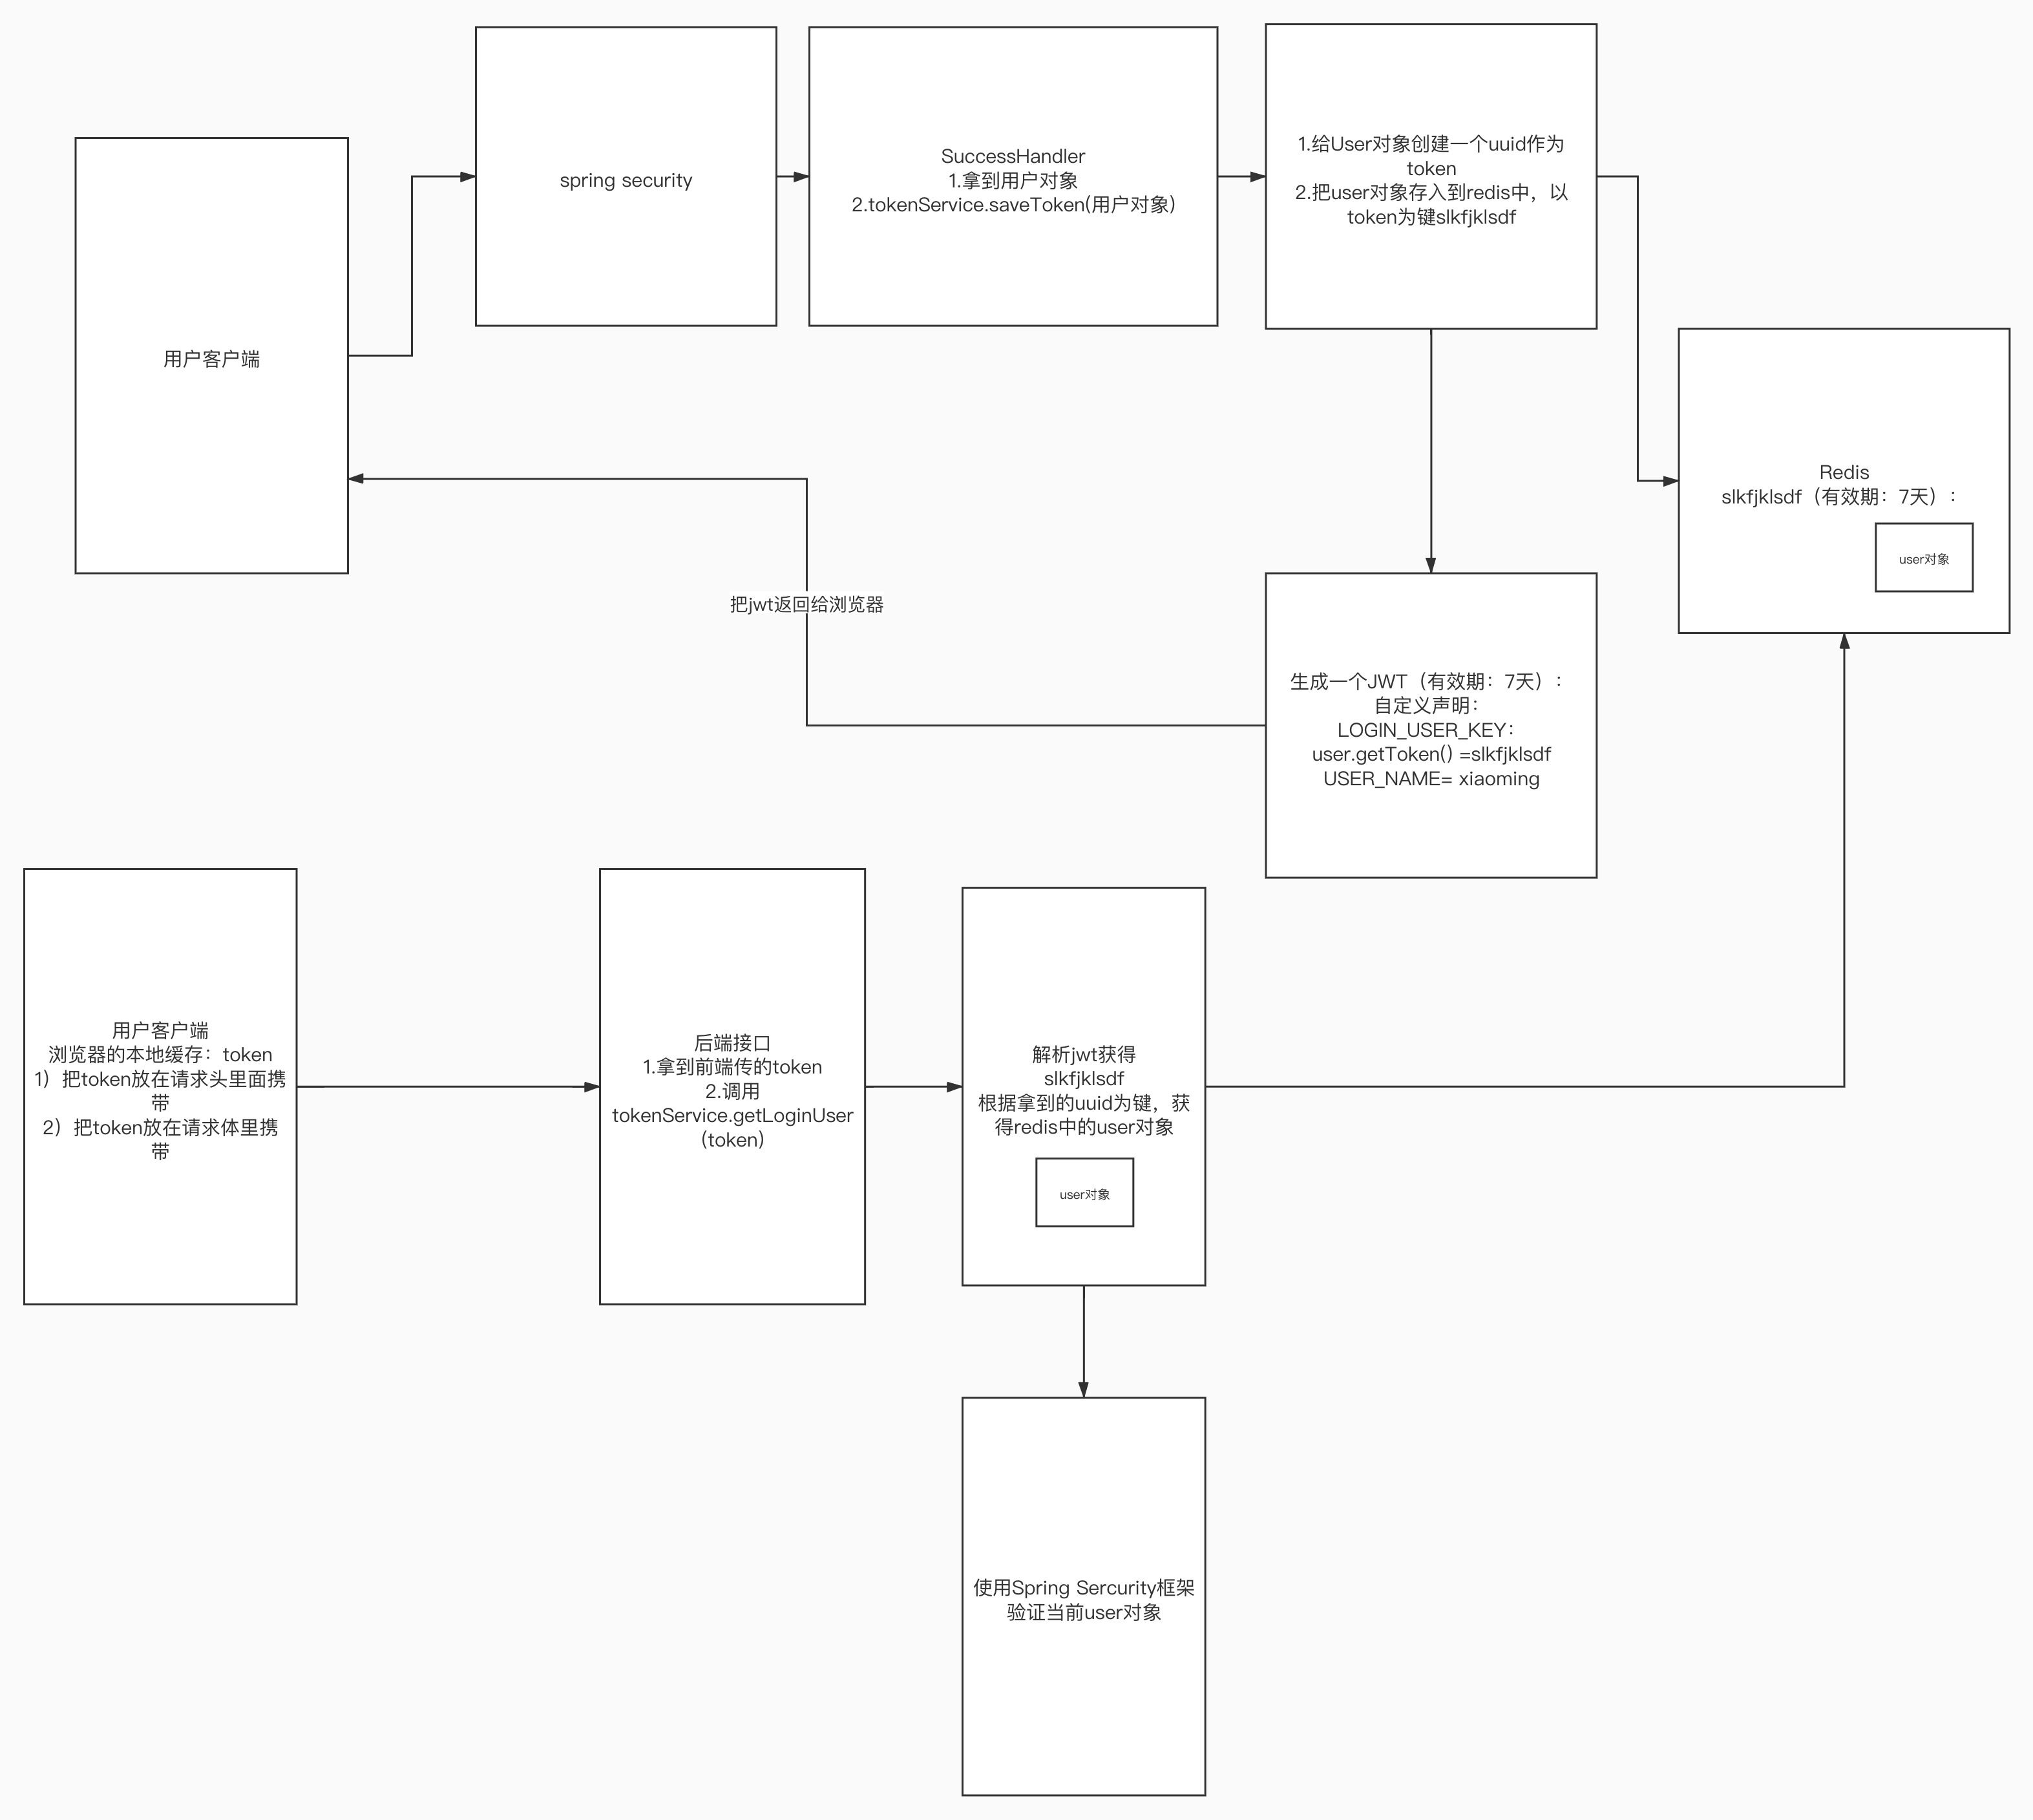 用户客户端
spring security
SuccessHandler
1.拿到用户对象
2.tokenService.saveToken(用户对象)
1.给User对象创建一个uuid作为
token
2.把user对象存入到redis中，以
token为键slkfjklsdf
Redis
slkfjklsdf（有效期：7天）：
user对象
把jwt返回给浏览器
生成一个JWT（有效期：7天）：
自定义声明：
LOGIN_USER_KEY：
user.getToken() =slkfjklsdf
USER_NAME= xiaoming
用户客户端
浏览器的本地缓存：token
1）把token放在请求头里面携
带
2）把token放在请求体里携
带
后端接口
1.拿到前端传的token
2.调用
tokenService.getLoginUser
（token）
解析jwt获得
slkfjklsdf
根据拿到的uuid为键，获
得redis中的user对象
user对象
使用Spring Sercurity框架
验证当前user对象